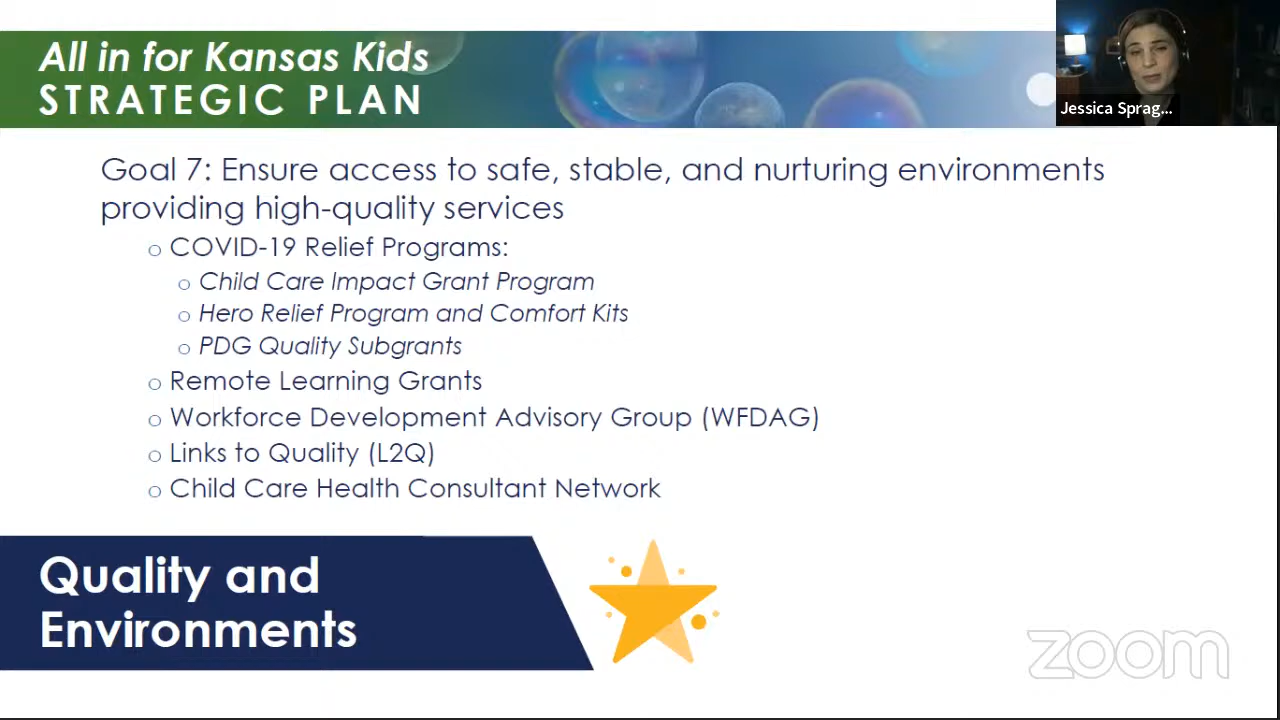 All in for Kansas Kids
STRATEGIC PLAN
Jessica Sprag...
Goal 7: Ensure access to safe, stable, and nurturing environments
providing high-quality services
COVID-19 Relief Programs:
Child Care Impact Grant Program
Hero Relief Program and Comfort Kits
PDG Quality Subgrants
Remote Learning Grants
Workforce Development Advisory Group (WFDAG)
Links to Quality (L2Q)
Child Care Health Consultant Network
Quality and
Environments
zoom